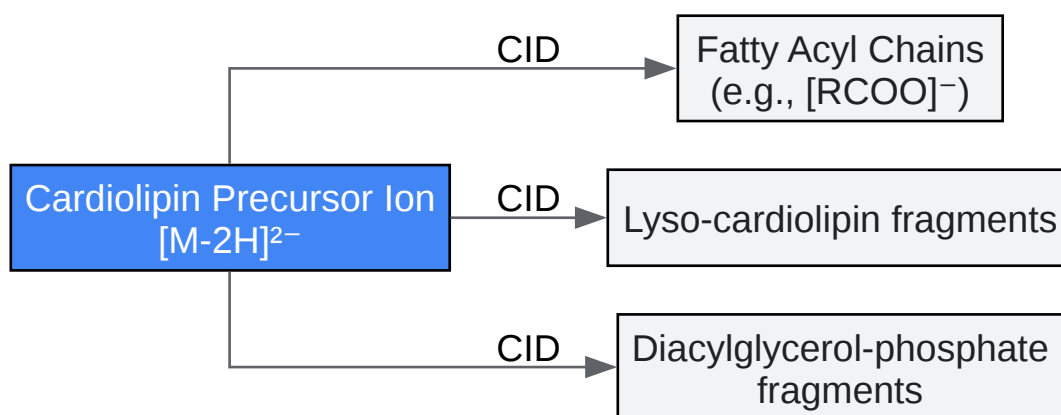 CID
Fatty Acyl Chains
(e.g., [RCOO]⁻)
Cardiolipin Precursor Ion
[M-2H]²⁻
CID
Lyso-cardiolipin fragments
CID
Diacylglycerol-phosphate
fragments